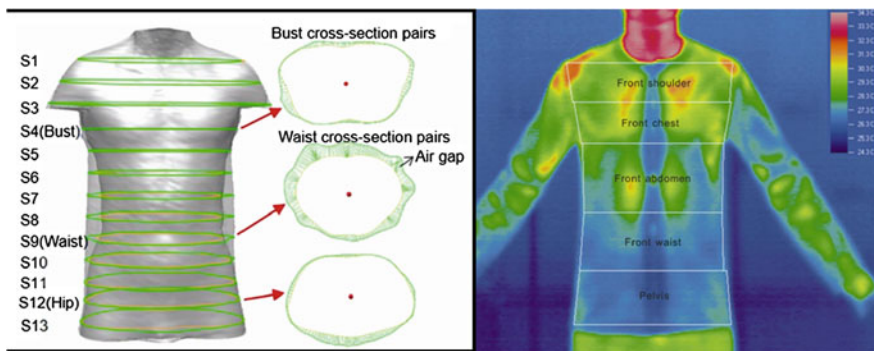 Bust cross-section pairs
S1
S2
S3
S4(Bust)
S5
S6
S7
S8
S9(Waist)
S10
S11
S12(Hip)
S13
Waist cross-section pairs
Air gap
Front shoulder
Front chest
Front abdomen
Front waist
Pelvis